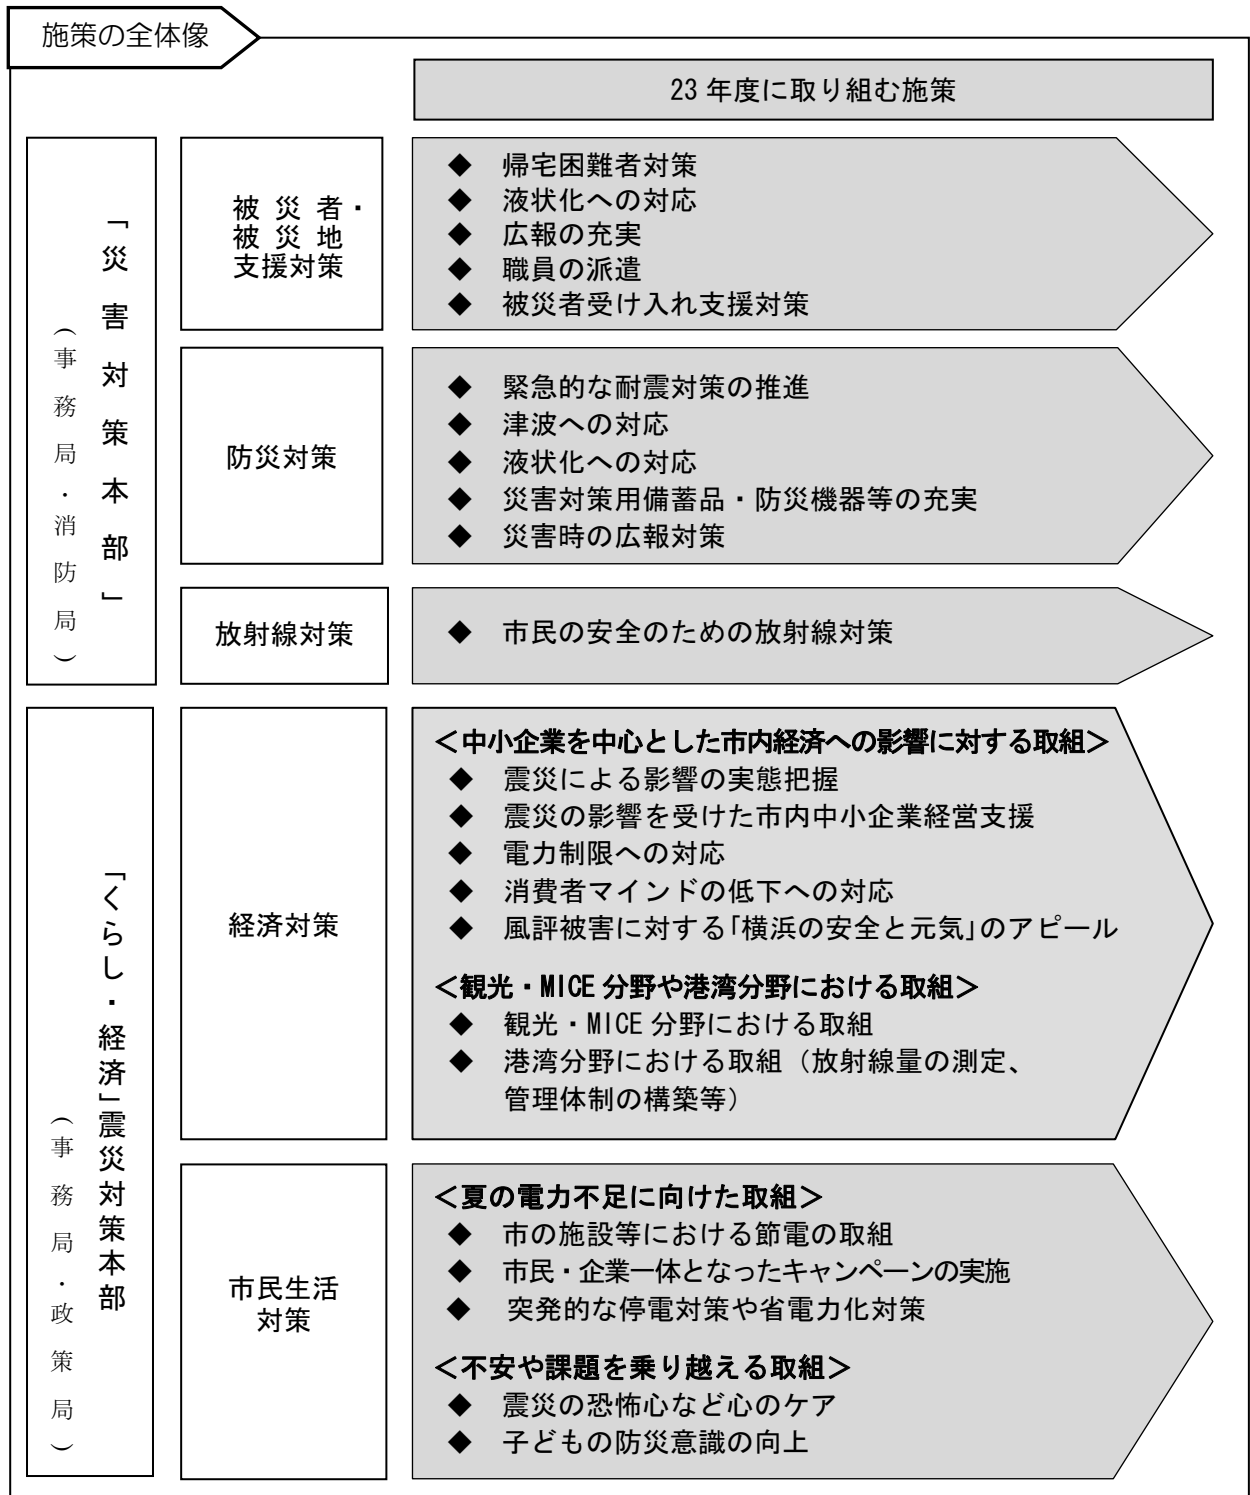 施策の全体像
23年度に取り組む施策
「災害対策本部」
（事務局・消防局）
被災者・
被災地
支援対策
◆ 帰宅困難者対策
◆ 液状化への対応
◆ 広報の充実
◆ 職員の派遣
◆ 被災者受け入れ支援対策
防災対策
◆ 緊急的な耐震対策の推進
◆ 津波への対応
◆ 液状化への対応
◆ 災害対策用備蓄品・防災機器等の充実
◆ 災害時の広報対策
放射線対策
◆ 市民の安全のための放射線対策
「くらし・経済」震災対策本部
（事務局・政策局）
経済対策
＜中小企業を中心とした市内経済への影響に対する取組＞
◆ 震災による影響の実態把握
◆ 震災の影響を受けた市内中小企業経営支援
◆ 電力制限への対応
◆ 消費者マインドの低下への対応
◆ 風評被害に対する「横浜の安全と元気」のアピール
＜観光・MICE分野や港湾分野における取組＞
◆ 観光・MICE分野における取組
◆ 港湾分野における取組（放射線量の測定、
管理体制の構築等）
市民生活
対策
＜夏の電力不足に向けた取組＞
◆ 市の施設等における節電の取組
◆ 市民・企業一体となったキャンペーンの実施
◆ 突発的な停電対策や省電力化対策
＜不安や課題を乗り越える取組＞
◆ 震災の恐怖心など心のケア
◆ 子どもの防災意識の向上